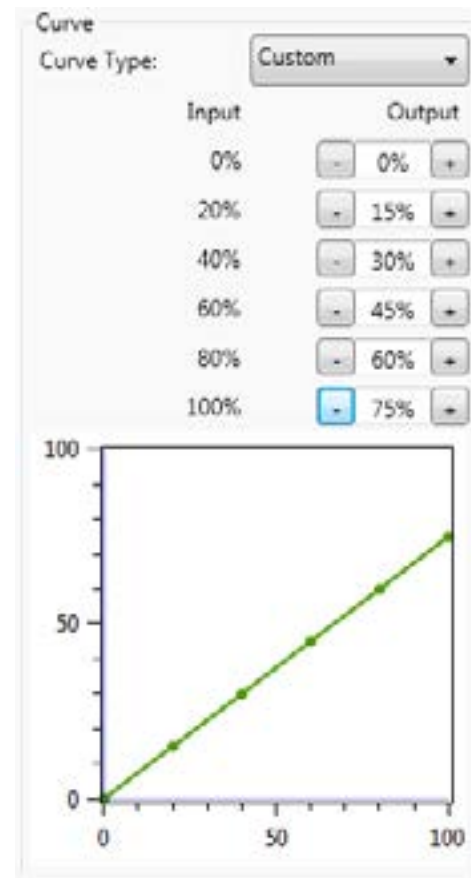 Curve
Curve Type: Custom
Input Output
0% - 0% +
20% - 15% +
40% - 30% +
60% - 45% +
80% - 60% +
100% - 75% +
100
50
0
0 50 100